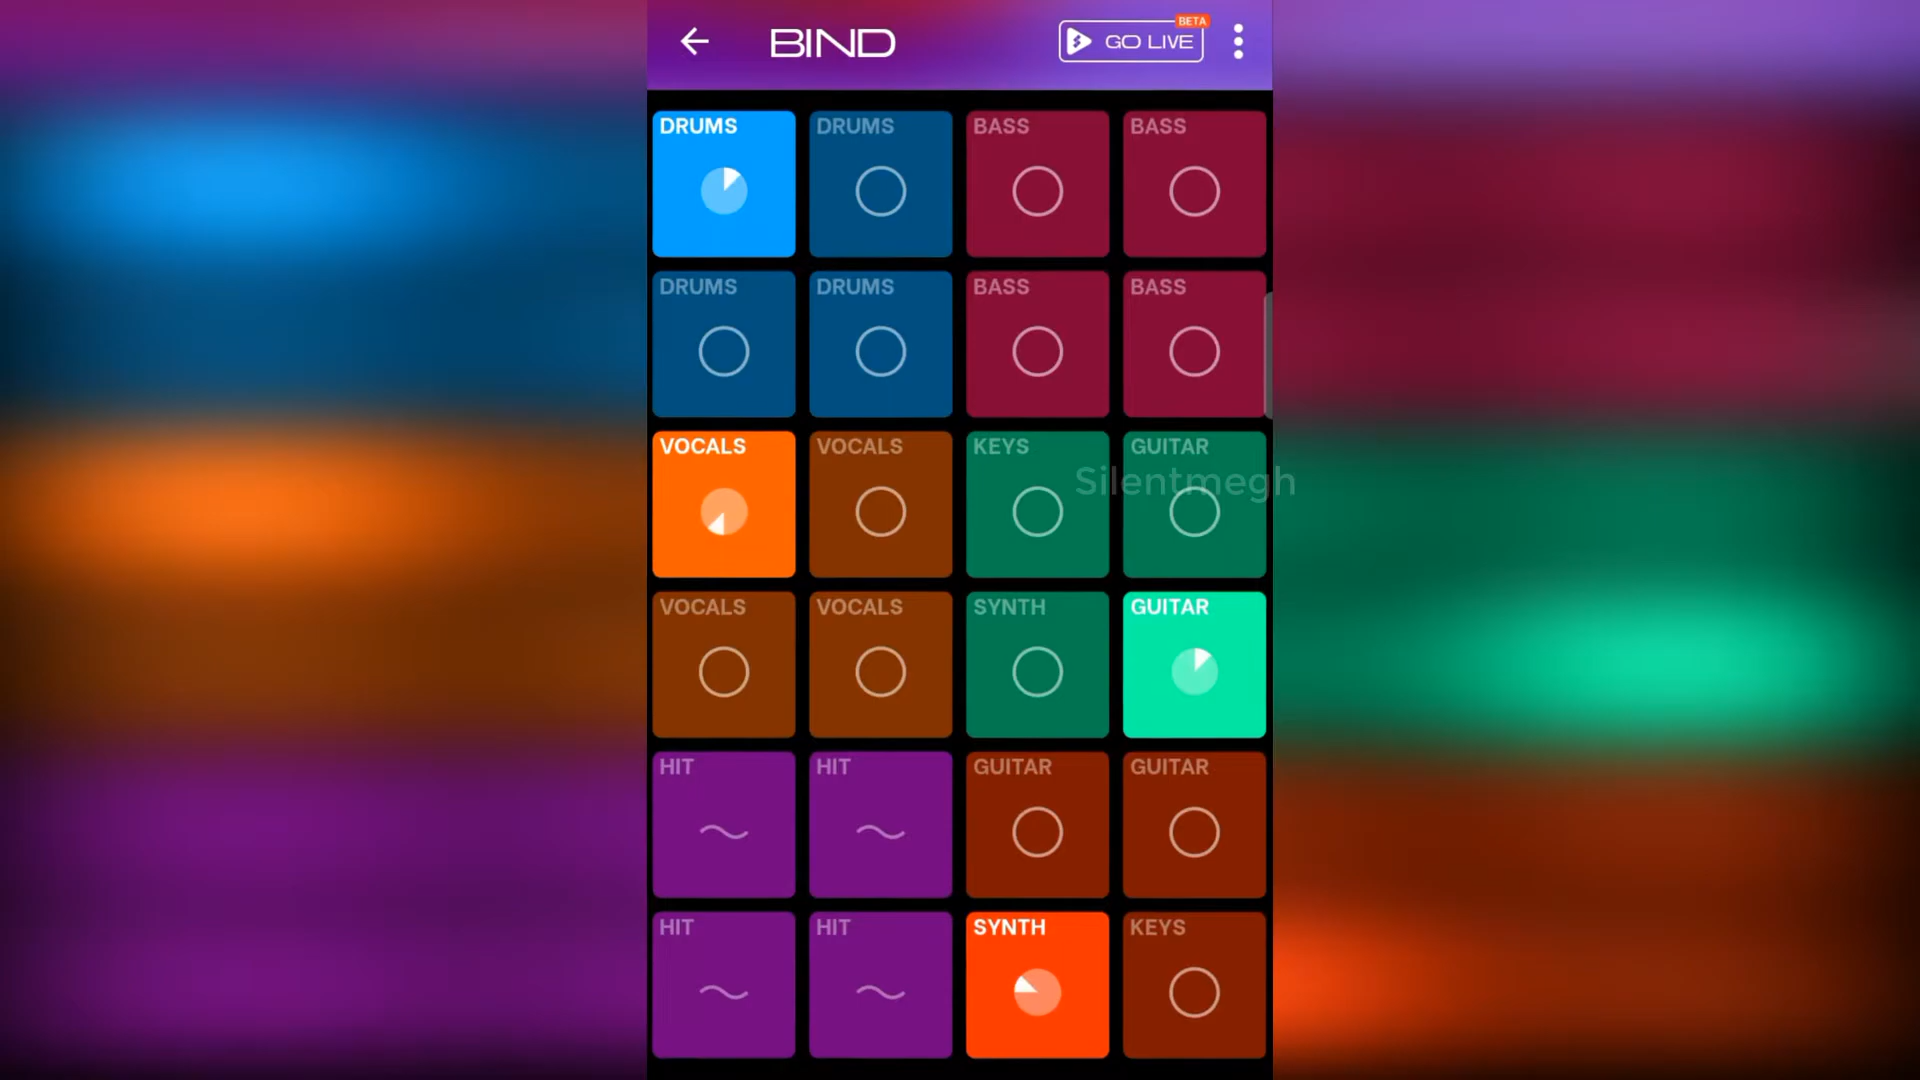 BIND
GO LIVE
BETA
DRUMS
DRUMS
BASS
BASS
DRUMS
DRUMS
BASS
BASS
VOCALS
VOCALS
KEYS
GUITAR
Silentmegh
VOCALS
VOCALS
SYNTH
GUITAR
HIT
HIT
GUITAR
GUITAR
HIT
HIT
SYNTH
KEYS